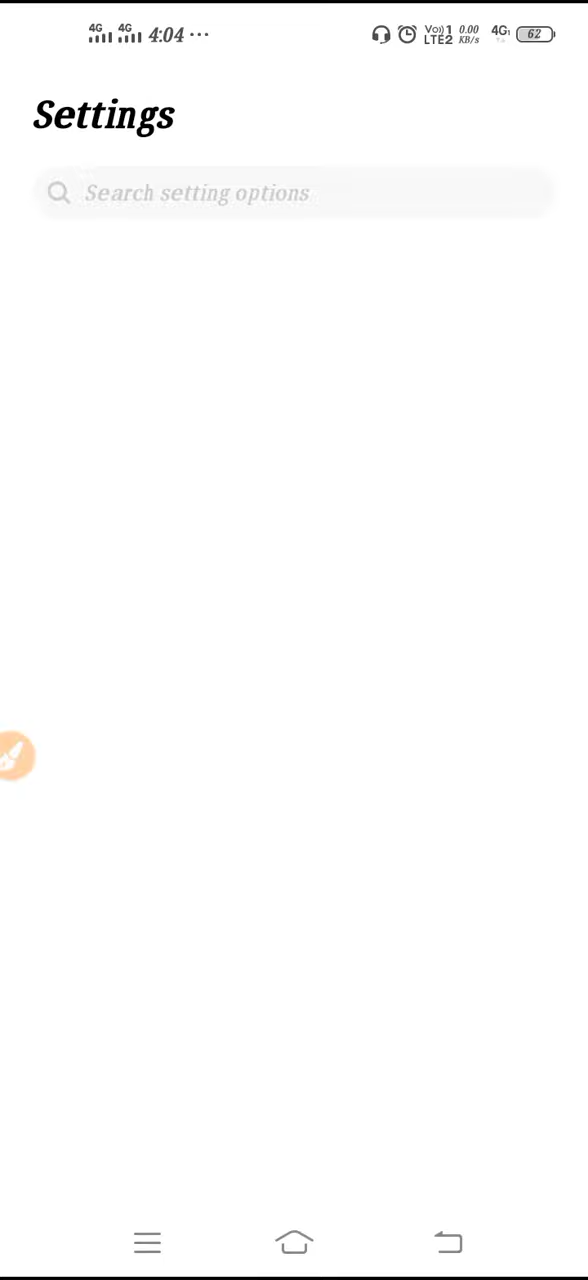 4G 4G 4:04 ... Vo))1 LTE2 0.00 KB/s 4G 62
Settings
Search setting options